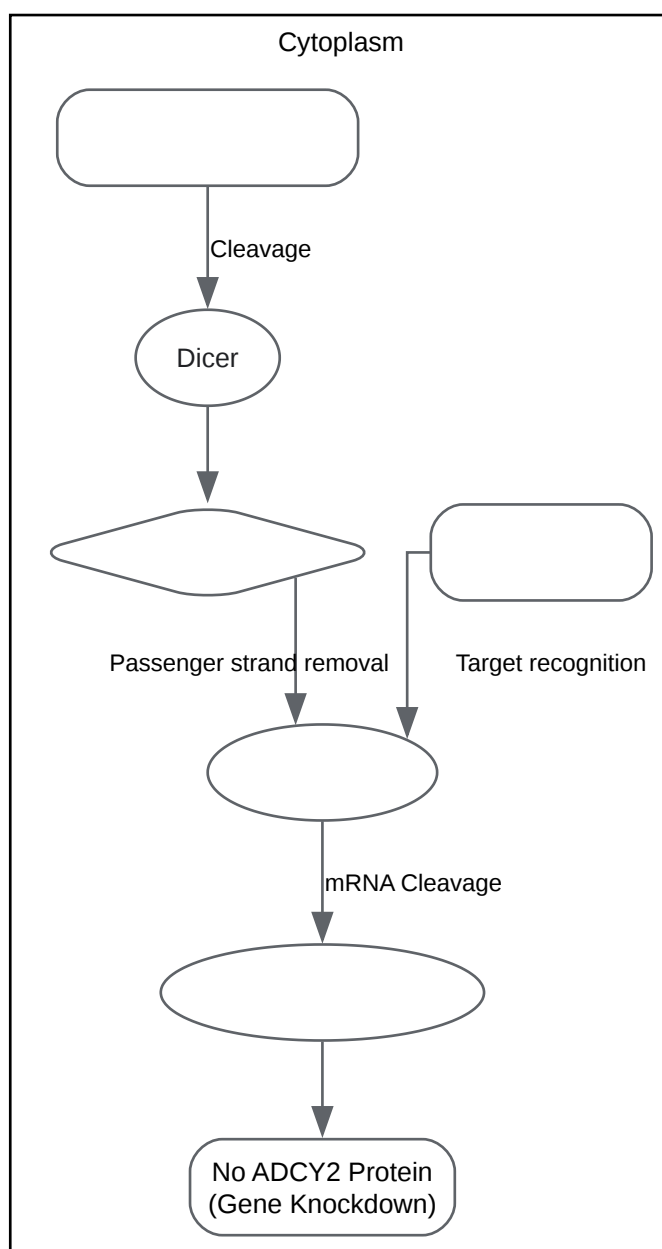 Cytoplasm
Cleavage
Dicer
Passenger strand removal
Target recognition
mRNA Cleavage
No ADCY2 Protein
(Gene Knockdown)